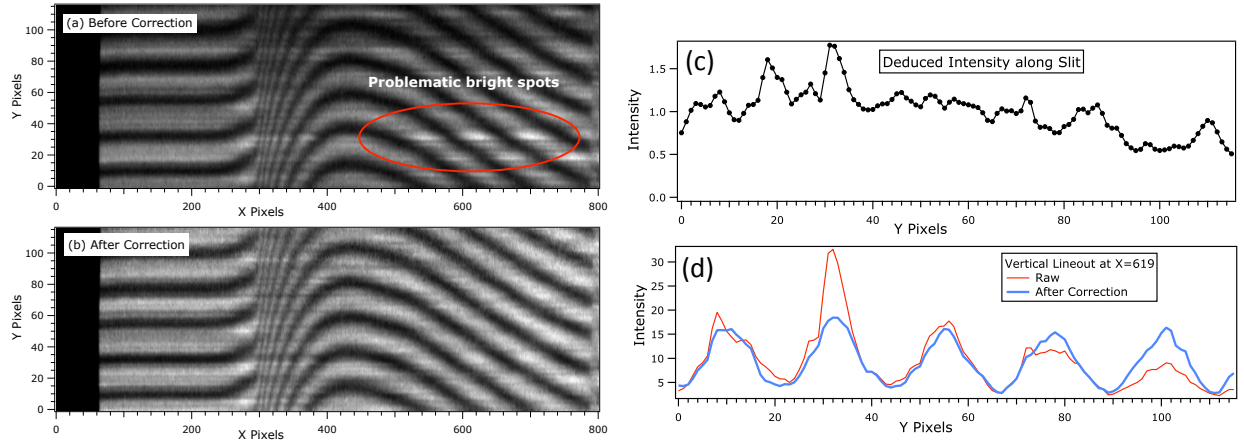 (a) Before Correction
Problematic bright spots
Y Pixels
100
80
60
40
20
0
0
200
400
600
800
X Pixels
(b) After Correction
Y Pixels
100
80
60
40
20
0
0
200
400
600
800
X Pixels
(c)
Deduced Intensity along Slit
Intensity
1.5
1.0
0.5
0.0
0
20
40
60
80
100
Y Pixels
(d)
Vertical Lineout at X=619
Raw
After Correction
Intensity
30
25
20
15
10
5
0
20
40
60
80
100
Y Pixels